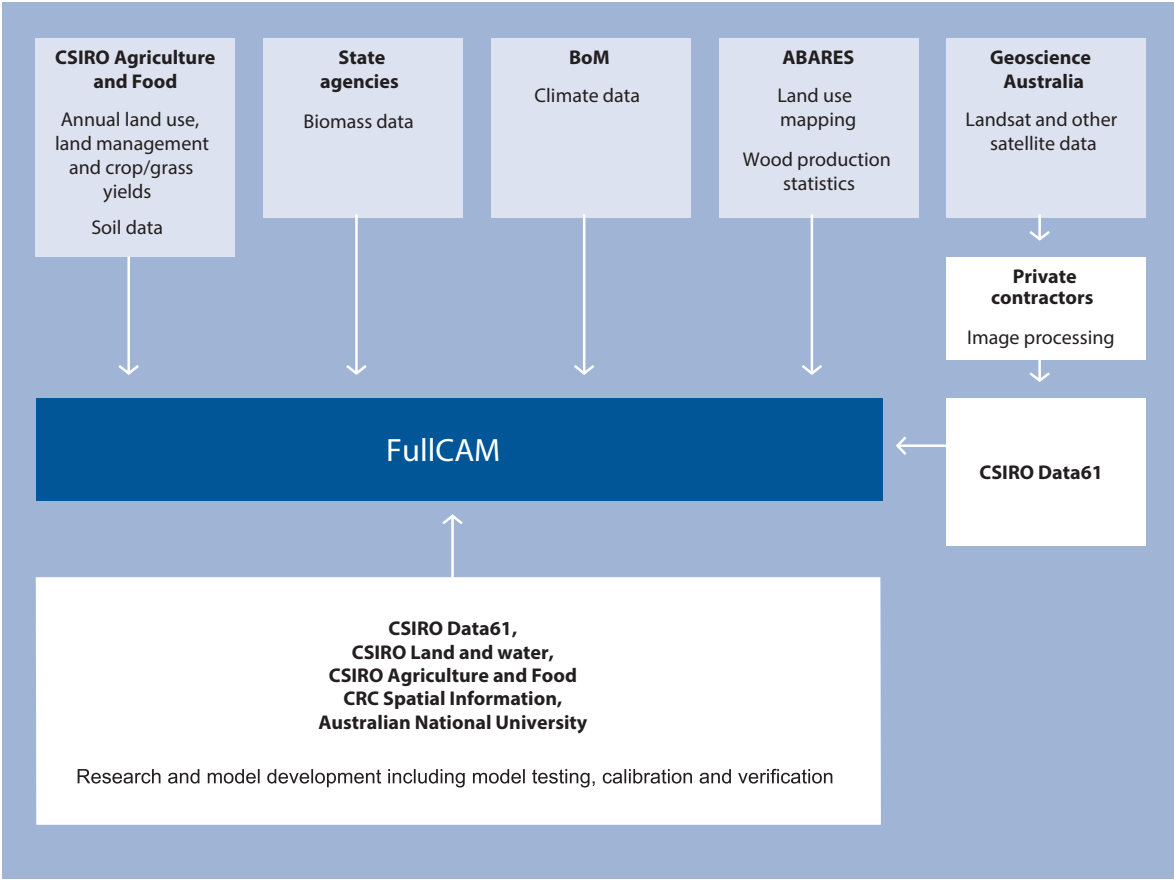 CSIRO Agriculture
and Food
Annual land use,
land management
and crop/grass
yields
Soil data
State
agencies
Biomass data
BoM
Climate data
ABARES
Land use
mapping
Wood production
statistics
Geoscience
Australia
Landsat and other
satellite data
Private
contractors
Image processing
FullCAM
CSIRO Data61
CSIRO Data61,
CSIRO Land and water,
CSIRO Agriculture and Food
CRC Spatial Information,
Australian National University
Research and model development including model testing, calibration and verification